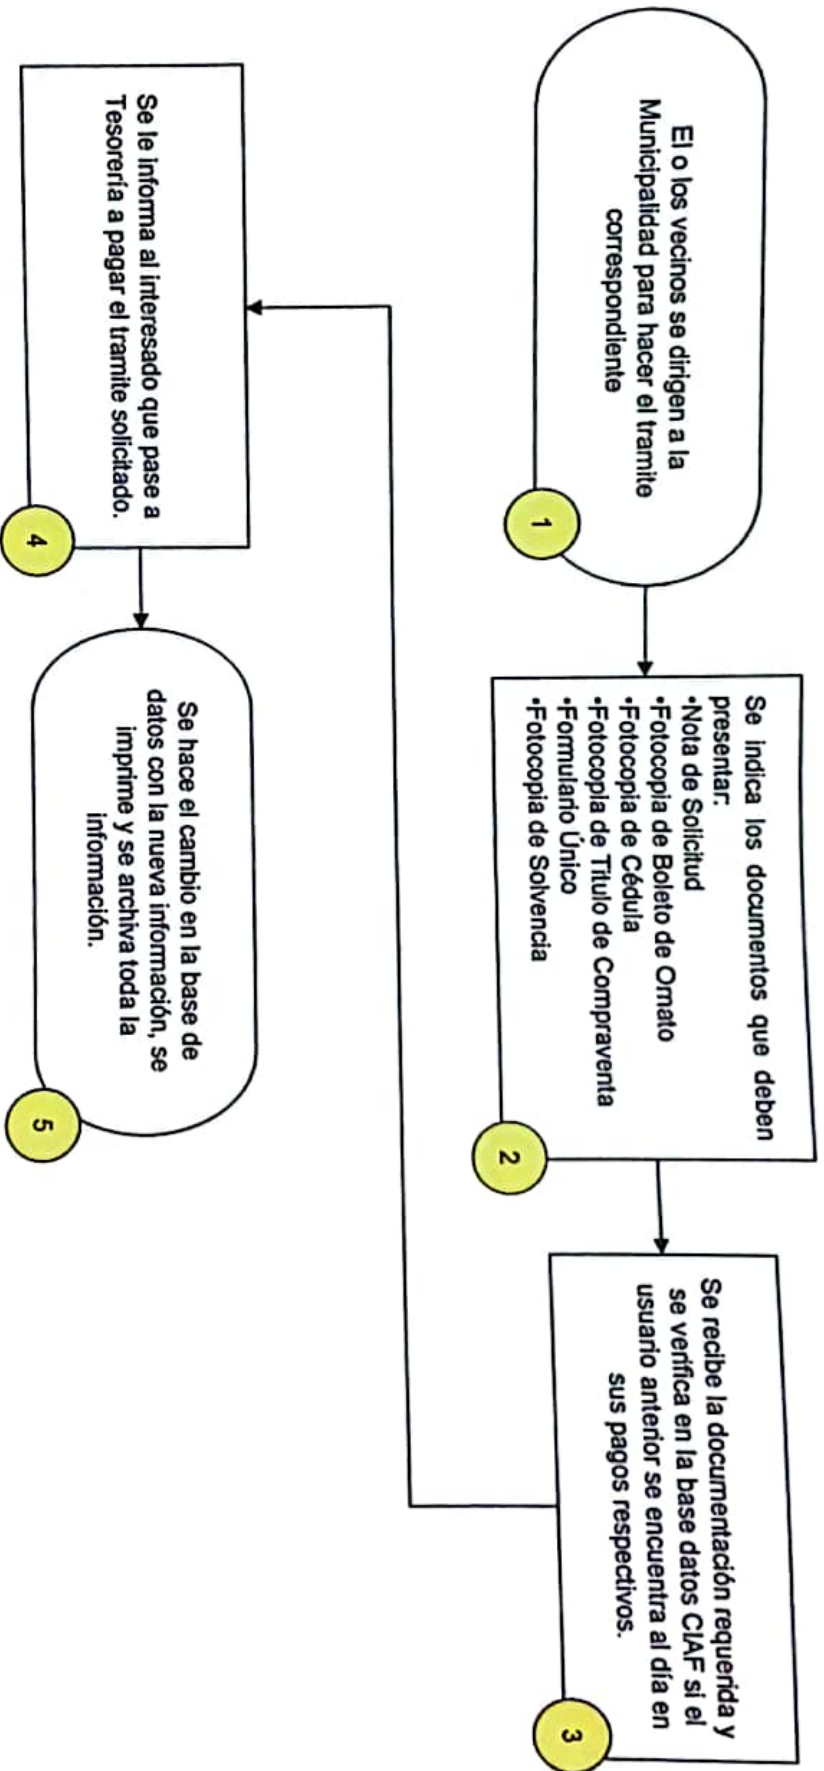 El o los vecinos se dirigen a la
Municipalidad para hacer el tramite
correspondiente
1
Se indica los documentos que deben
presentar:
•Nota de Solicitud
•Fotocopia de Boleto de Ornato
•Fotocopia de Cédula
•Fotocopia de Titulo de Compraventa
•Formulario Único
•Fotocopia de Solvencia
2
Se recibe la documentación requerida y
se verifica en la base datos CIAF si el
usuario anterior se encuentra al día en
sus pagos respectivos.
3
Se le informa al interesado que pase a
Tesorería a pagar el tramite solicitado.
4
Se hace el cambio en la base de
datos con la nueva información, se
imprime y se archiva toda la
información.
5